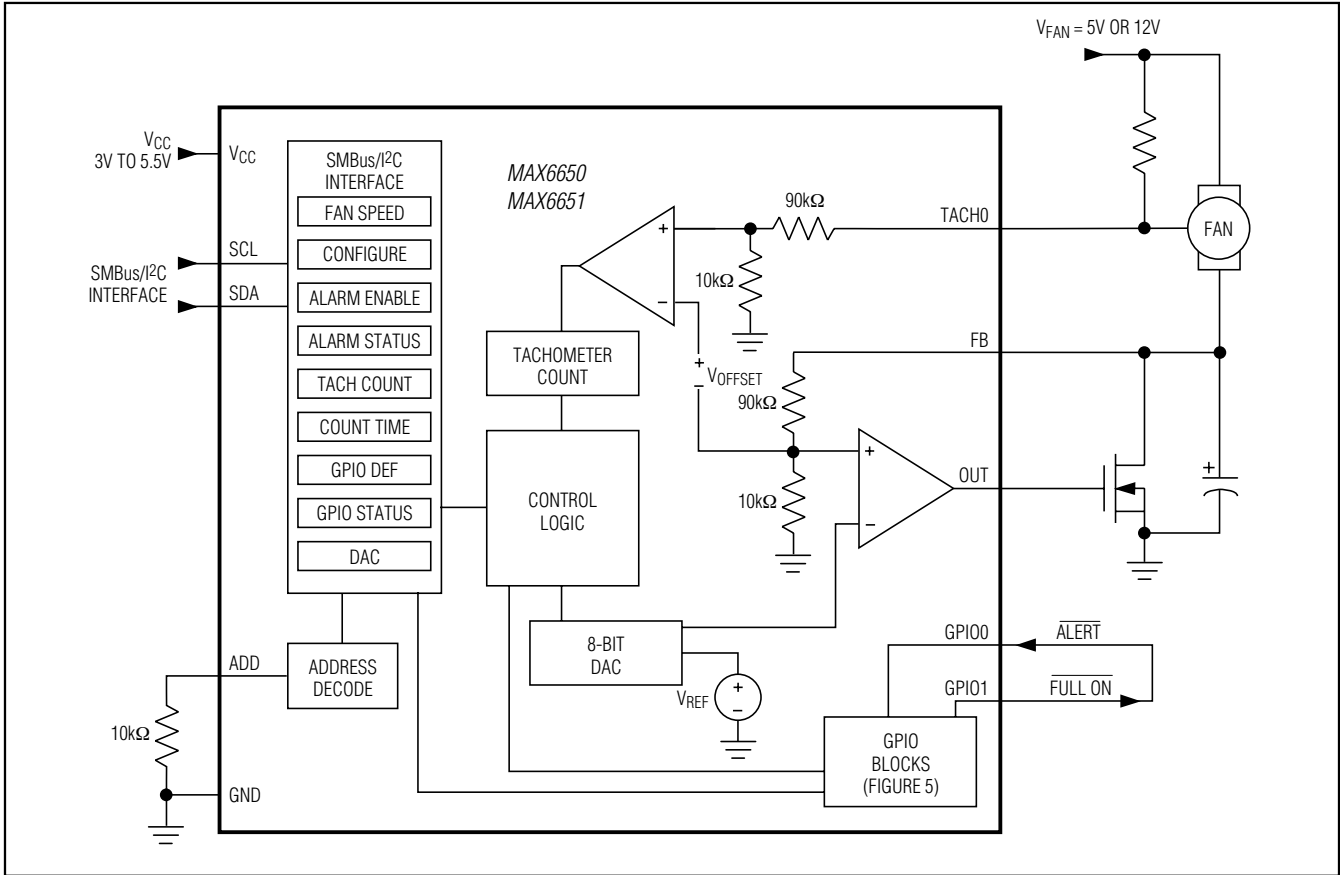 VFAN = 5V OR 12V
VCC
3V TO 5.5V
VCC
SMBus/I2C
INTERFACE
FAN SPEED
CONFIGURE
ALARM ENABLE
ALARM STATUS
TACH COUNT
COUNT TIME
GPIO DEF
GPIO STATUS
DAC
MAX6650
MAX6651
90kΩ
TACH0
FAN
+
−
10kΩ
SCL
SMBus/I2C
INTERFACE
SDA
TACHOMETER
COUNT
+
VOFFSET
−
FB
90kΩ
10kΩ
+
−
OUT
+
CONTROL
LOGIC
8-BIT
DAC
VREF
+
−
GPIO0
ALERT
GPIO1
FULL ON
GPIO
BLOCKS
(FIGURE 5)
ADD
ADDRESS
DECODE
10kΩ
GND